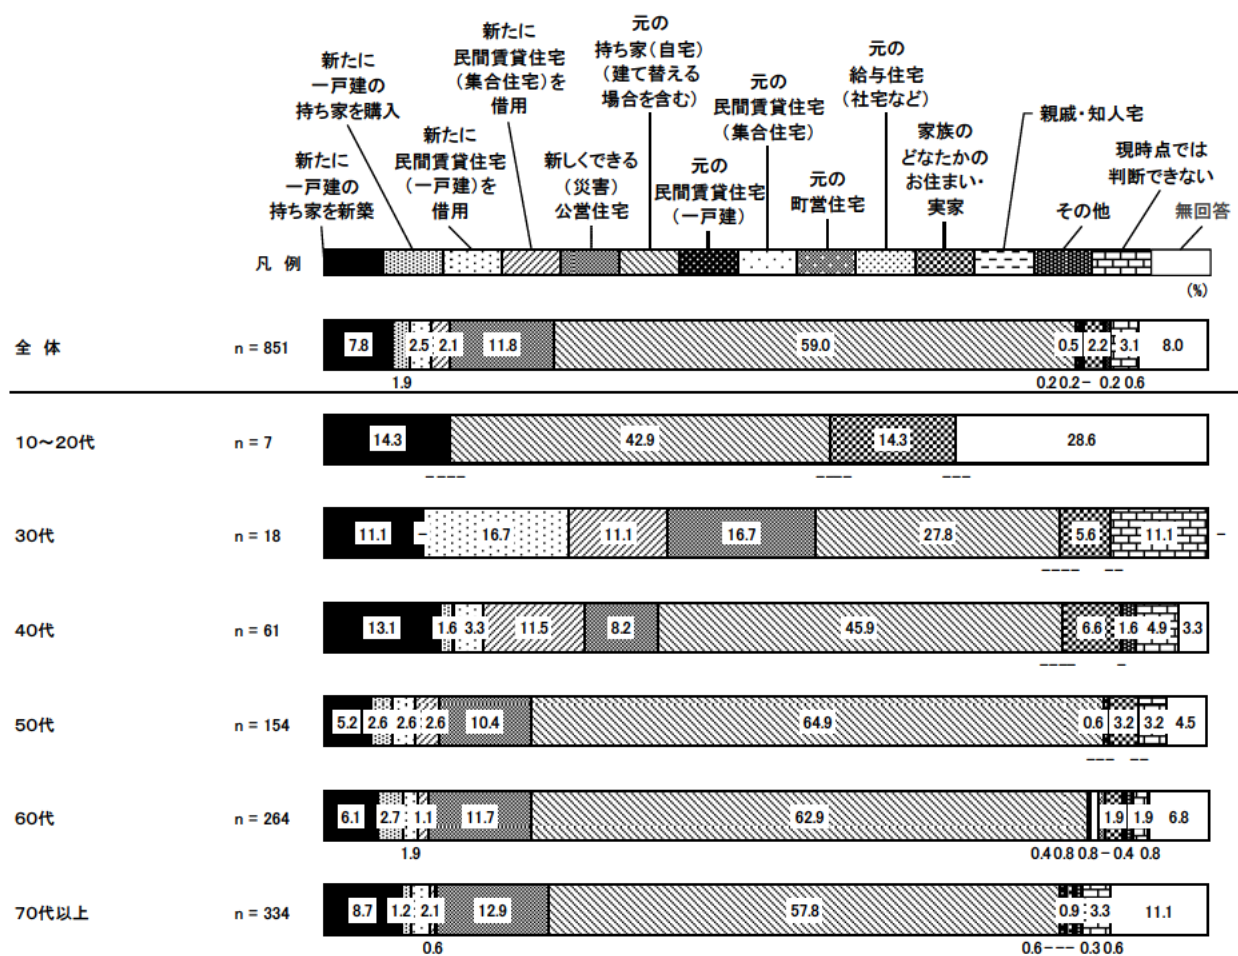 新たに
一戸建の
持ち家を新築
新たに
一戸建の
持ち家を購入
新たに
民間賃貸住宅
（一戸建）を
借用
新たに
民間賃貸住宅
（集合住宅）を
借用
新しくできる
（災害）
公営住宅
元の
持ち家（自宅）
（建て替える
場合を含む）
元の
民間賃貸住宅
（一戸建）
元の
民間賃貸住宅
（集合住宅）
元の
町営住宅
元の
給与住宅
（社宅など）
家族の
どなたかの
お住まい・
実家
親戚・知人宅
その他
現時点では
判断できない
無回答
凡 例
(%)
全 体 n = 851 7.8 2.5 2.1 11.8 59.0 0.5 2.2 3.1 8.0
1.9 0.2 0.2 - 0.2 0.6
10～20代 n = 7 14.3 42.9 14.3 28.6
- - - - - - - - - - -
30代 n = 18 11.1 - 16.7 11.1 16.7 27.8 5.6 11.1 -
- - - - - -
40代 n = 61 13.1 1.6 3.3 11.5 8.2 45.9 6.6 1.6 4.9 3.3
- - - - -
50代 n = 154 5.2 2.6 2.6 2.6 10.4 64.9 0.6 3.2 3.2 4.5
- - - - -
60代 n = 264 6.1 2.7 1.1 11.7 62.9 1.9 1.9 6.8
1.9 0.4 0.8 0.8 - 0.4 0.8
70代以上 n = 334 8.7 1.2 2.1 12.9 57.8 0.9 3.3 11.1
0.6 0.6 - - - 0.3 0.6